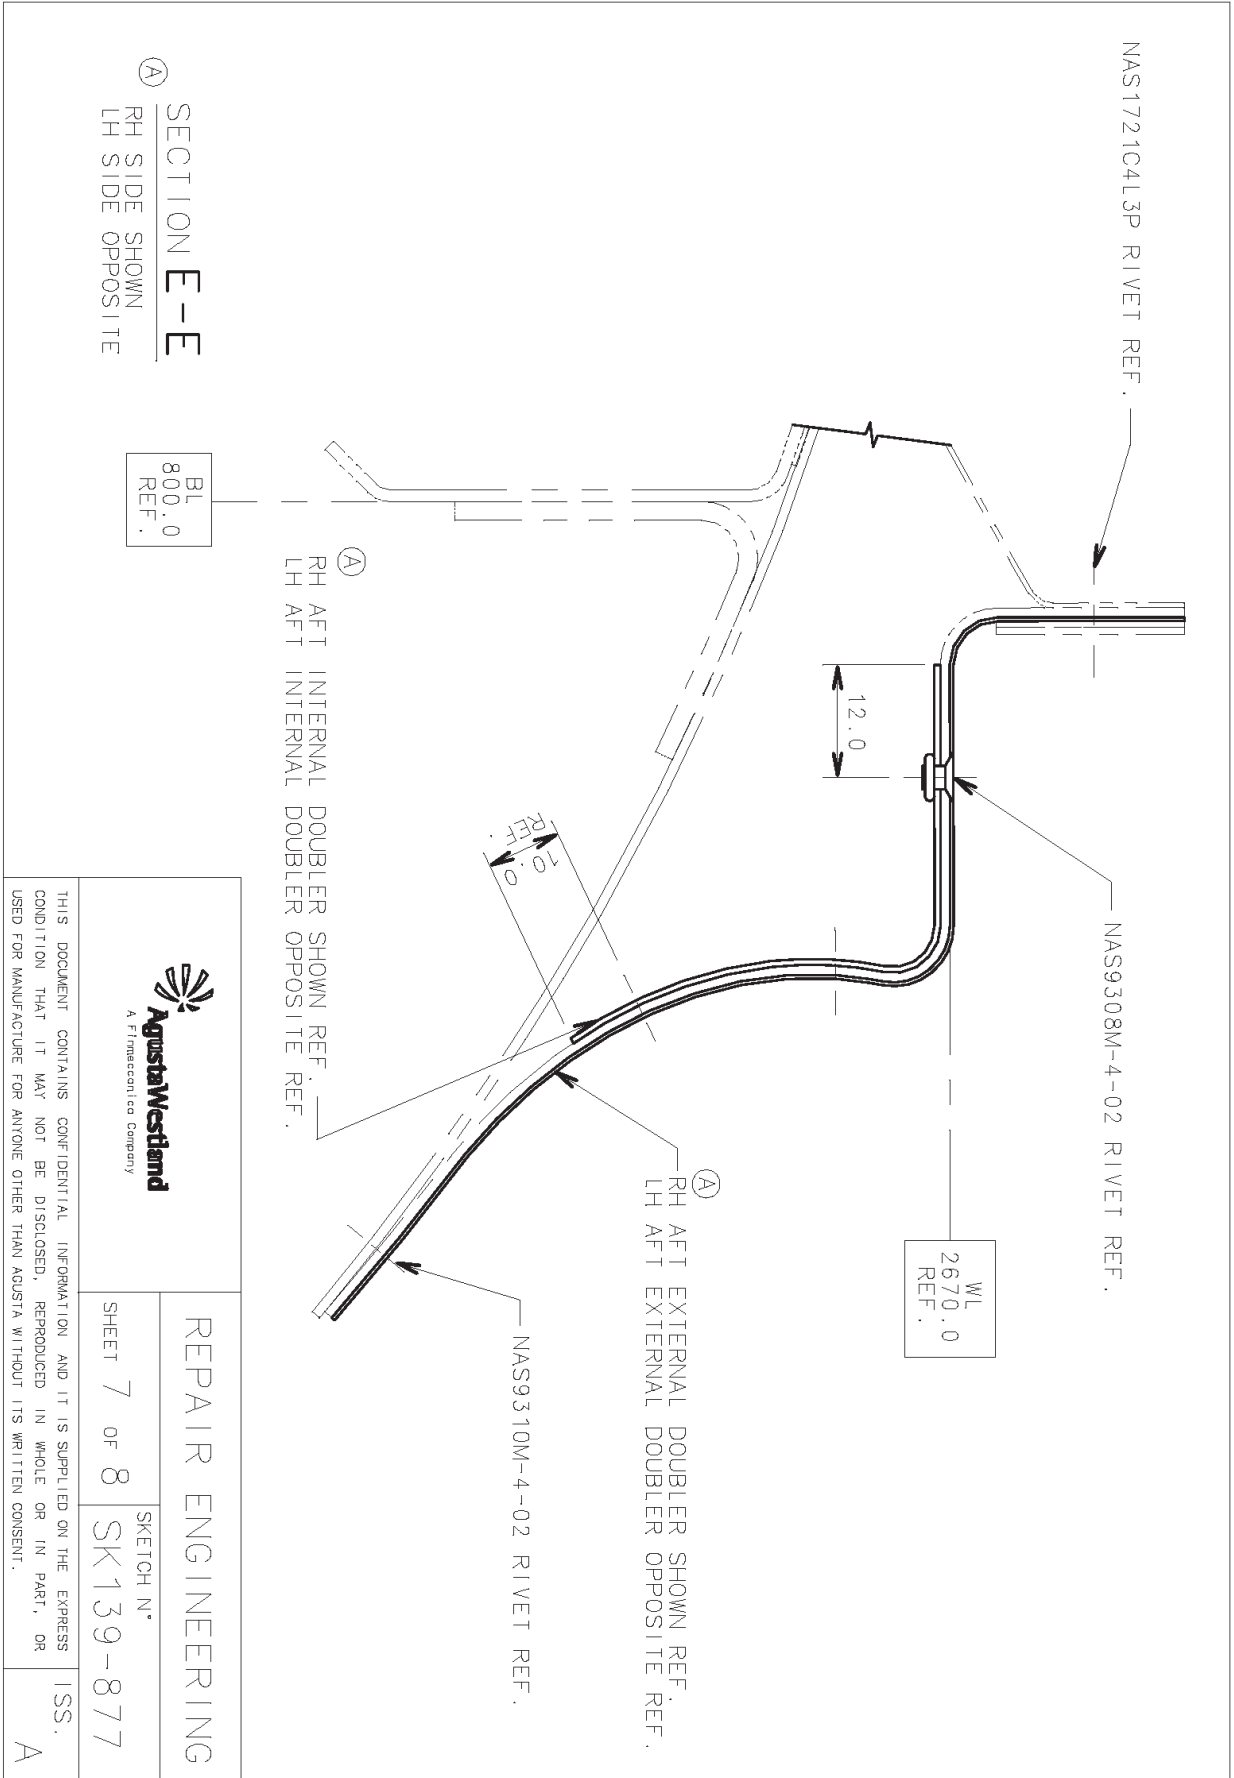 NAS1721C4L3P RIVET REF.
NAS9308M-4-02 RIVET REF.
WL
2670.0
REF.
12.0
A
RH AFT EXTERNAL DOUBLER SHOWN REF.
LH AFT EXTERNAL DOUBLER OPPOSITE REF.
10.0
REF.
NAS9310M-4-02 RIVET REF.
A
RH AFT INTERNAL DOUBLER SHOWN REF.
LH AFT INTERNAL DOUBLER OPPOSITE REF.
BL
800.0
REF.
SECTION E-E
A
RH SIDE SHOWN
LH SIDE OPPOSITE
AgustaWestland
A Finmeccanica Company
REPAIR ENGINEERING
SHEET 7 OF 8
SKETCH N°
SK139-877
THIS DOCUMENT CONTAINS CONFIDENTIAL INFORMATION AND IT IS SUPPLIED ON THE EXPRESS
CONDITION THAT IT MAY NOT BE DISCLOSED, REPRODUCED IN WHOLE OR IN PART, OR
USED FOR MANUFACTURE FOR ANYONE OTHER THAN AGUSTA WITHOUT ITS WRITTEN CONSENT.
ISS.
A